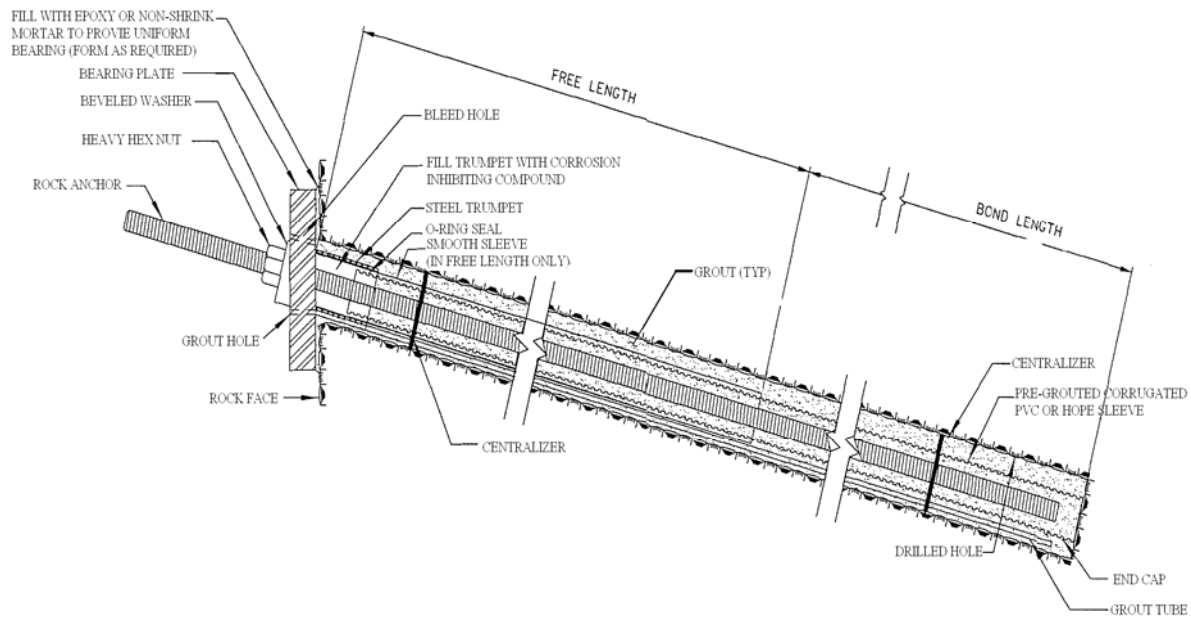 FILL WITH EPOXY OR NON-SHRINK
MORTAR TO PROVIE UNIFORM
BEARING (FORM AS REQUIRED)
BEARING PLATE
BEVELED WASHER
HEAVY HEX NUT
ROCK ANCHOR
FREE LENGTH
BLEED HOLE
FILL TRUMPET WITH CORROSION
INHIBITING COMPOUND
STEEL TRUMPET
O-RING SEAL
SMOOTH SLEEVE
(IN FREE LENGTH ONLY)
BOND LENGTH
GROUT (TYP)
GROUT HOLE
ROCK FACE
CENTRALIZER
CENTRALIZER
PRE-GROUTED CORRUGATED
PVC OR HOPE SLEEVE
DRILLED HOLE
END CAP
GROUT TUBE